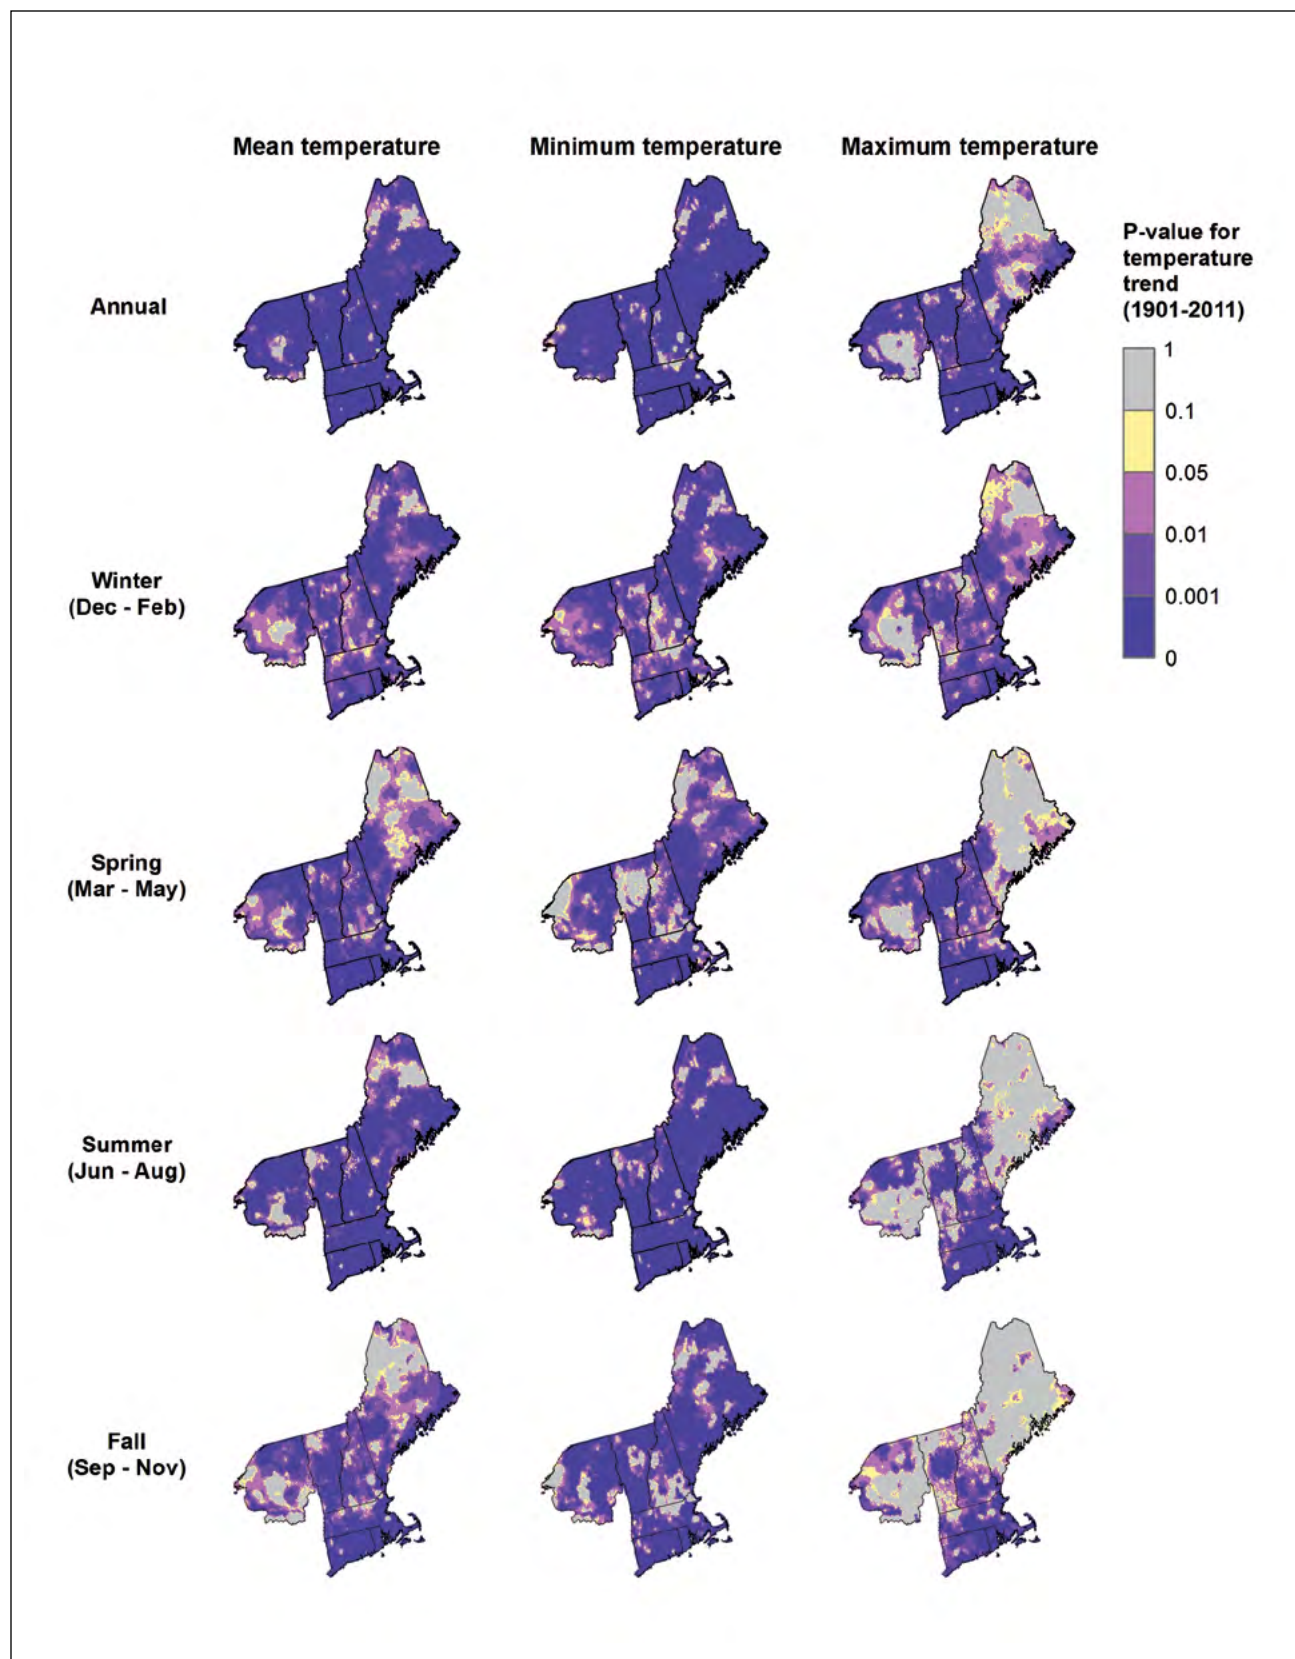 Mean temperature
Minimum temperature
Maximum temperature
P-value for
temperature
trend
(1901-2011)
1
0.1
0.05
0.01
0.001
0
Annual
Winter
(Dec - Feb)
Spring
(Mar - May)
Summer
(Jun - Aug)
Fall
(Sep - Nov)